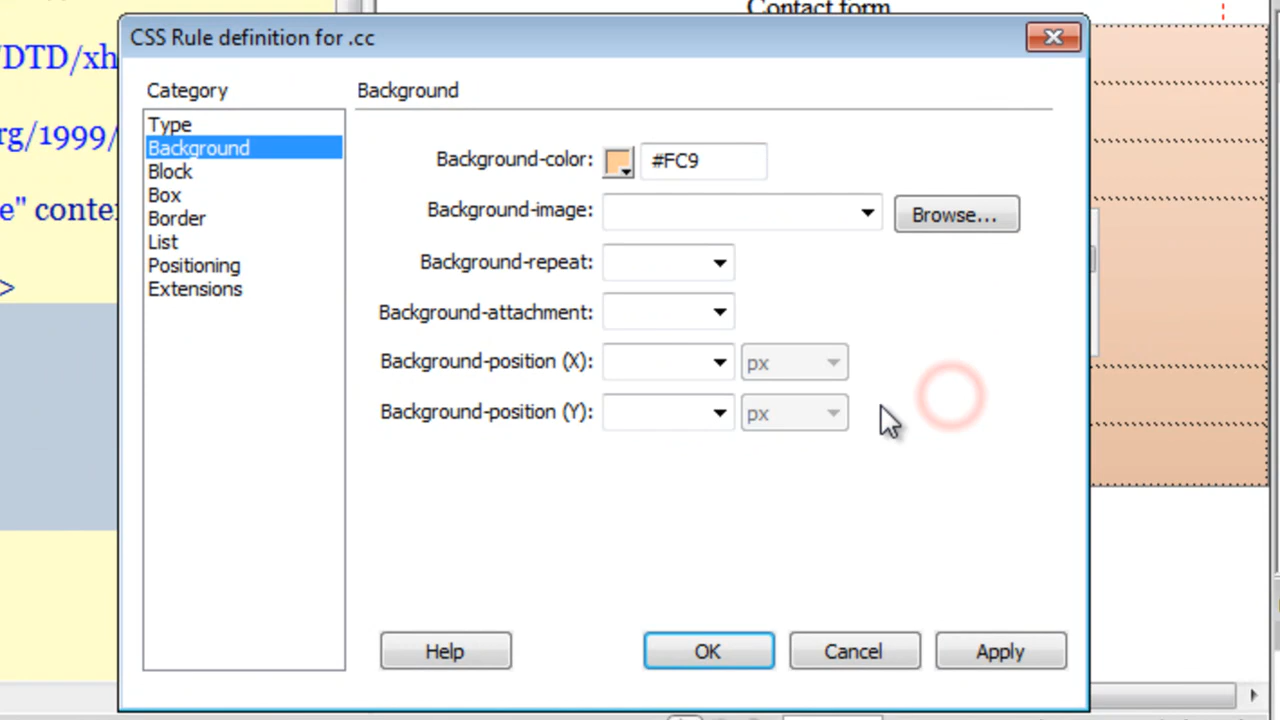 Contact form
CSS Rule definition for .cc
/DTD/xh
rg/1999/
e" conte
>
Category
Type
Background
Block
Box
Border
List
Positioning
Extensions
Background
Background-color: #FC9
Background-image: Browse...
Background-repeat:
Background-attachment:
Background-position (X): px
Background-position (Y): px
Help OK Cancel Apply